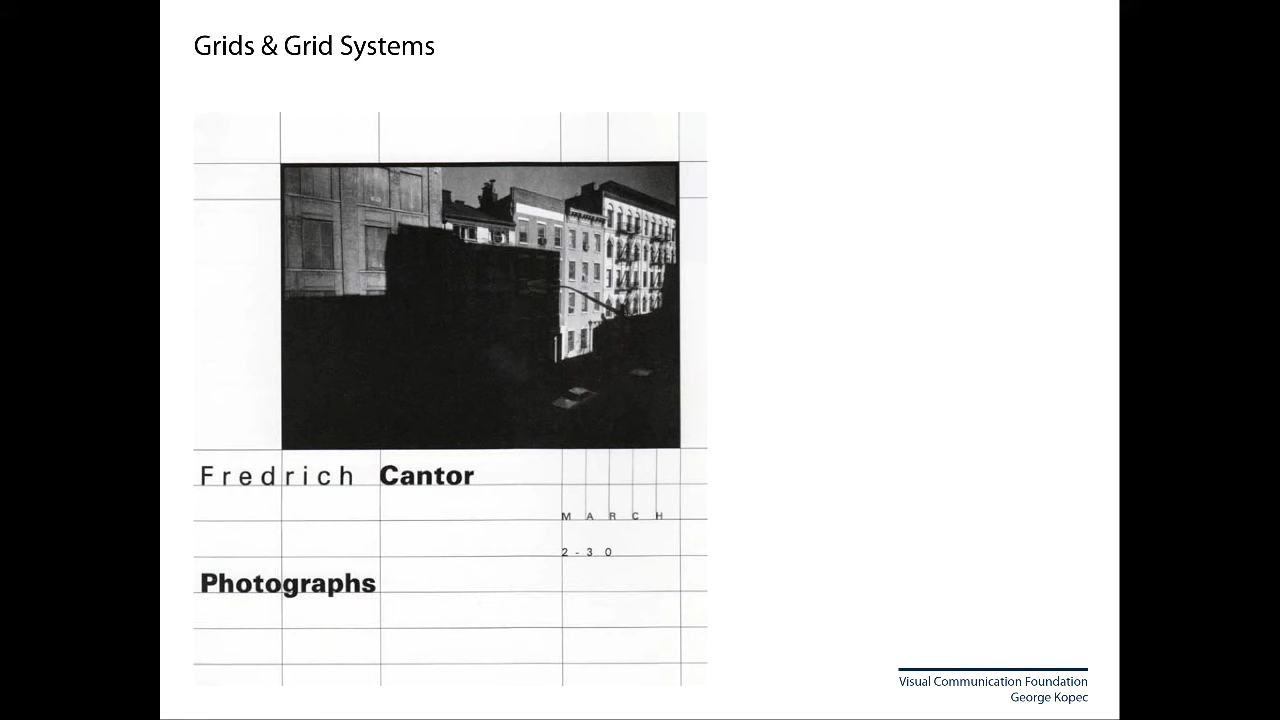 Grids & Grid Systems
Fredrich Cantor
MARCH
2-30
Photographs
Visual Communication Foundation
George Kopec